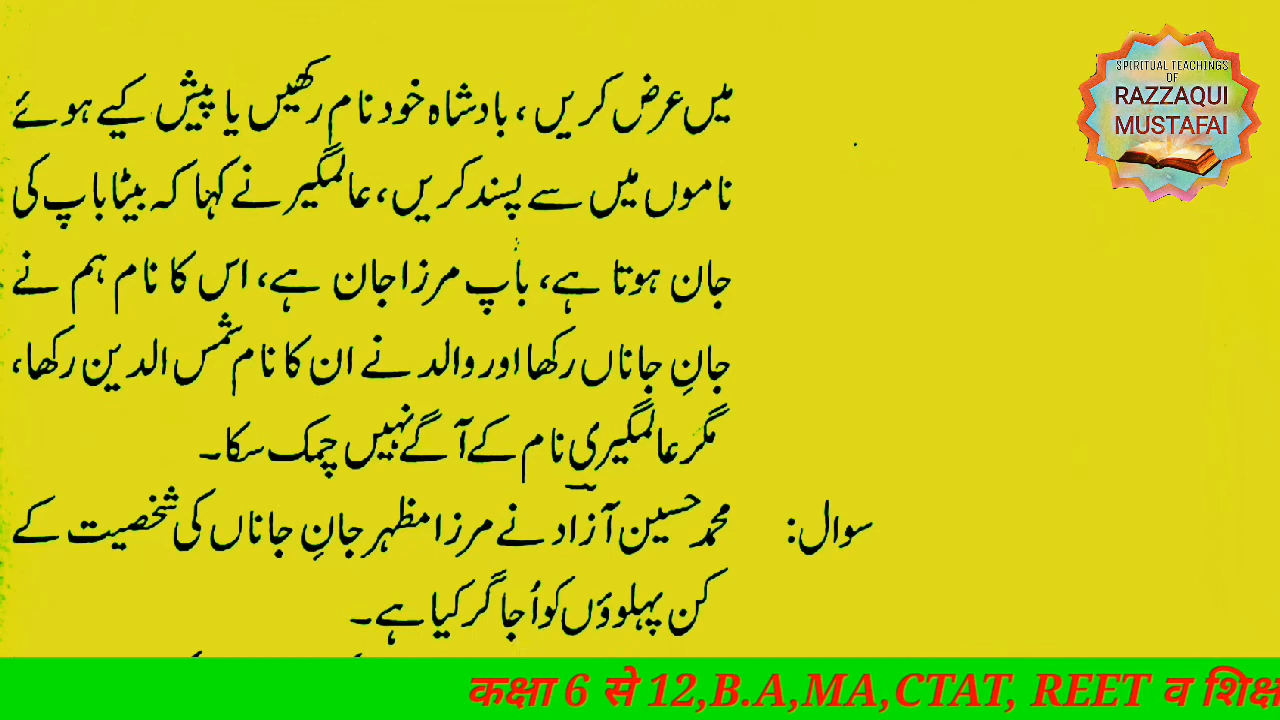 میں عرض کریں، بادشاہ خود نام رکھیں یا پیش کیے ہوئے
ناموں میں سے پسند کریں، عالمگیر نے کہا کہ بیٹا باپ کی
جان ہوتا ہے، باپ مرزا جان ہے، اس کا نام ہم نے
جانِ جاناں رکھا اور والد نے ان کا نام شمس الدین رکھا،
مگر عالمگیری نام کے آگے نہیں چمک سکا۔
سوال: محمد حسین آزاد نے مرزا مظہر جانِ جاناں کی شخصیت کے
کن پہلوؤں کو اُجاگر کیا ہے۔
SPIRITUAL TEACHINGS
OF
RAZZAQUI
MUSTAFAI
कक्षा 6 से 12,B.A,MA,CTAT, REET व